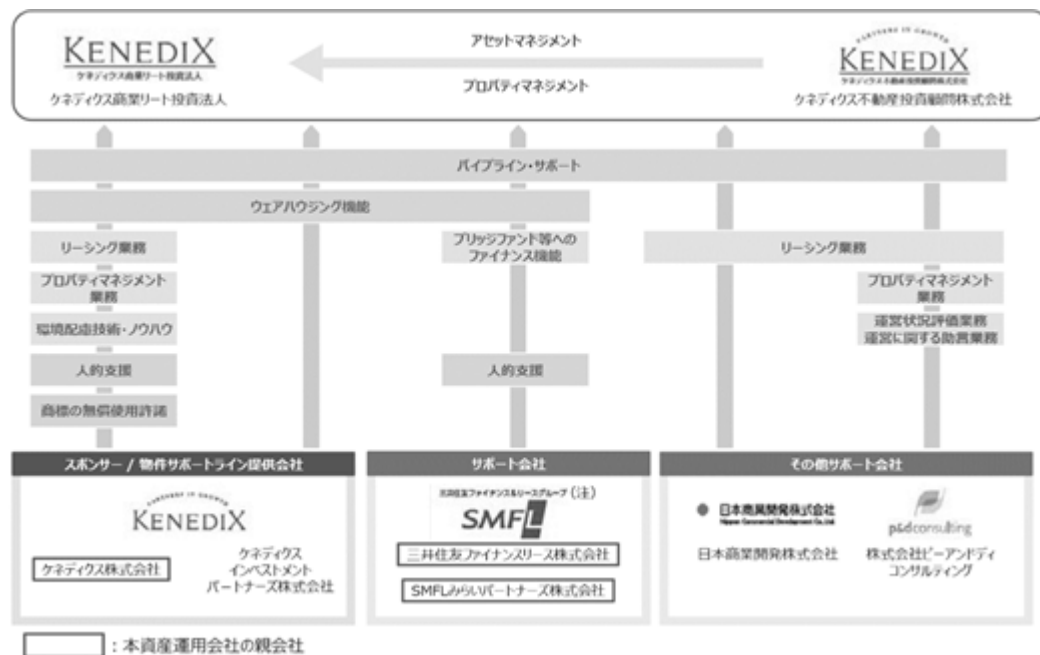 KENEDIX
ケネディクス商業リート投資法人
ケネディクス商業リート投資法人
アセットマネジメント
プロパティマネジメント
PARTNERS IN GROWTH
KENEDIX
ケネディクス不動産投資顧問株式会社
ケネディクス不動産投資顧問株式会社
パイプライン・サポート
ウェアハウジング機能
リーシング業務
ブリッジファンド等への
ファイナンス機能
リーシング業務
プロパティマネジメント
業務
プロパティマネジメント
業務
環境配慮技術・ノウハウ
運営状況評価業務
運営に関する助言業務
人的支援
人的支援
商標の無償使用許諾
スポンサー / 物件サポートライン提供会社
PARTNERS IN GROWTH
KENEDIX
ケネディクス株式会社
ケネディクス
インベストメント
パートナーズ株式会社
サポート会社
三井住友ファイナンス&リースグループ(注)
SMFL
三井住友ファイナンスリース株式会社
SMFLみらいパートナーズ株式会社
その他サポート会社
日本商業開発株式会社
Nippon Commercial Development Co.,Ltd.
日本商業開発株式会社
p&dconsulting
株式会社ピーアンドディ
コンサルティング
:本資産運用会社の親会社